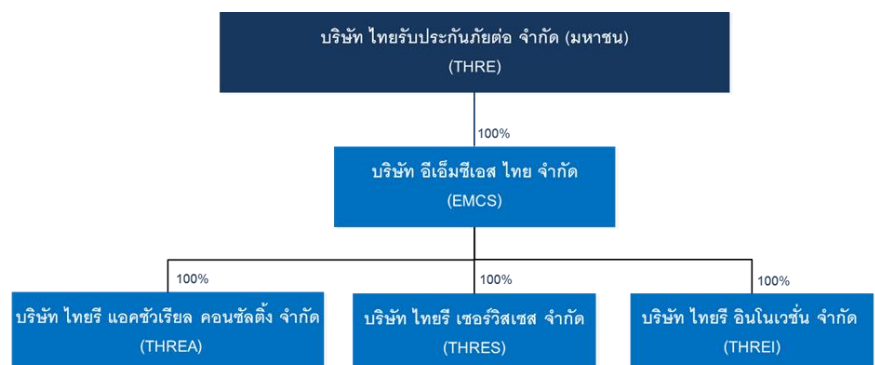 บริษัท ไทยรับประกันภัยต่อ จำกัด (มหาชน)
(THRE)
100%
บริษัท อีเอ็มซีเอส ไทย จำกัด
(EMCS)
100%
100%
100%
บริษัท ไทยรี แอคชัวเรียล คอนซัลติ้ง จำกัด
(THREA)
บริษัท ไทยรี เซอร์วิสเซส จำกัด
(THRES)
บริษัท ไทยรี อินโนเวชั่น จำกัด
(THREI)